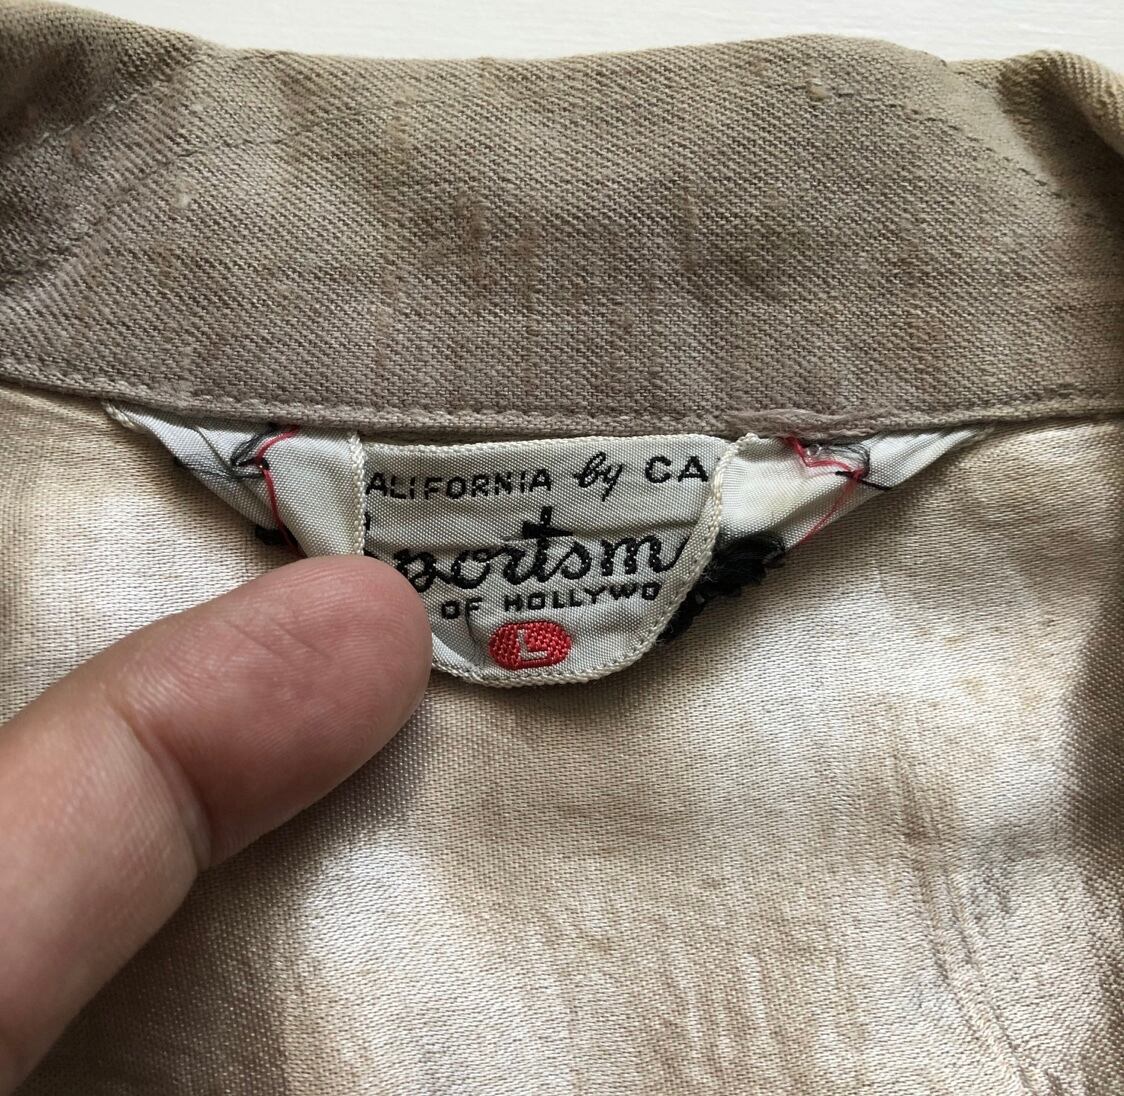 ALIFORNIA by CA
portsm
OF HOLLYWO
L